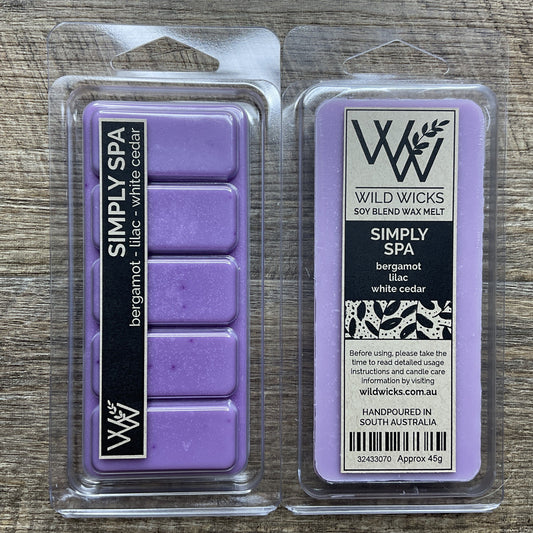 SIMPLY SPA
bergamot - lilac - white cedar
W
W
WILD WICKS
SOY BLEND WAX MELT
SIMPLY
SPA
bergamot
lilac
white cedar
Before using, please take the
time to read detailed usage
instructions and candle care
information by visiting
wildwicks.com.au
HANDPOURED IN
SOUTH AUSTRALIA
32433070 Approx 45g